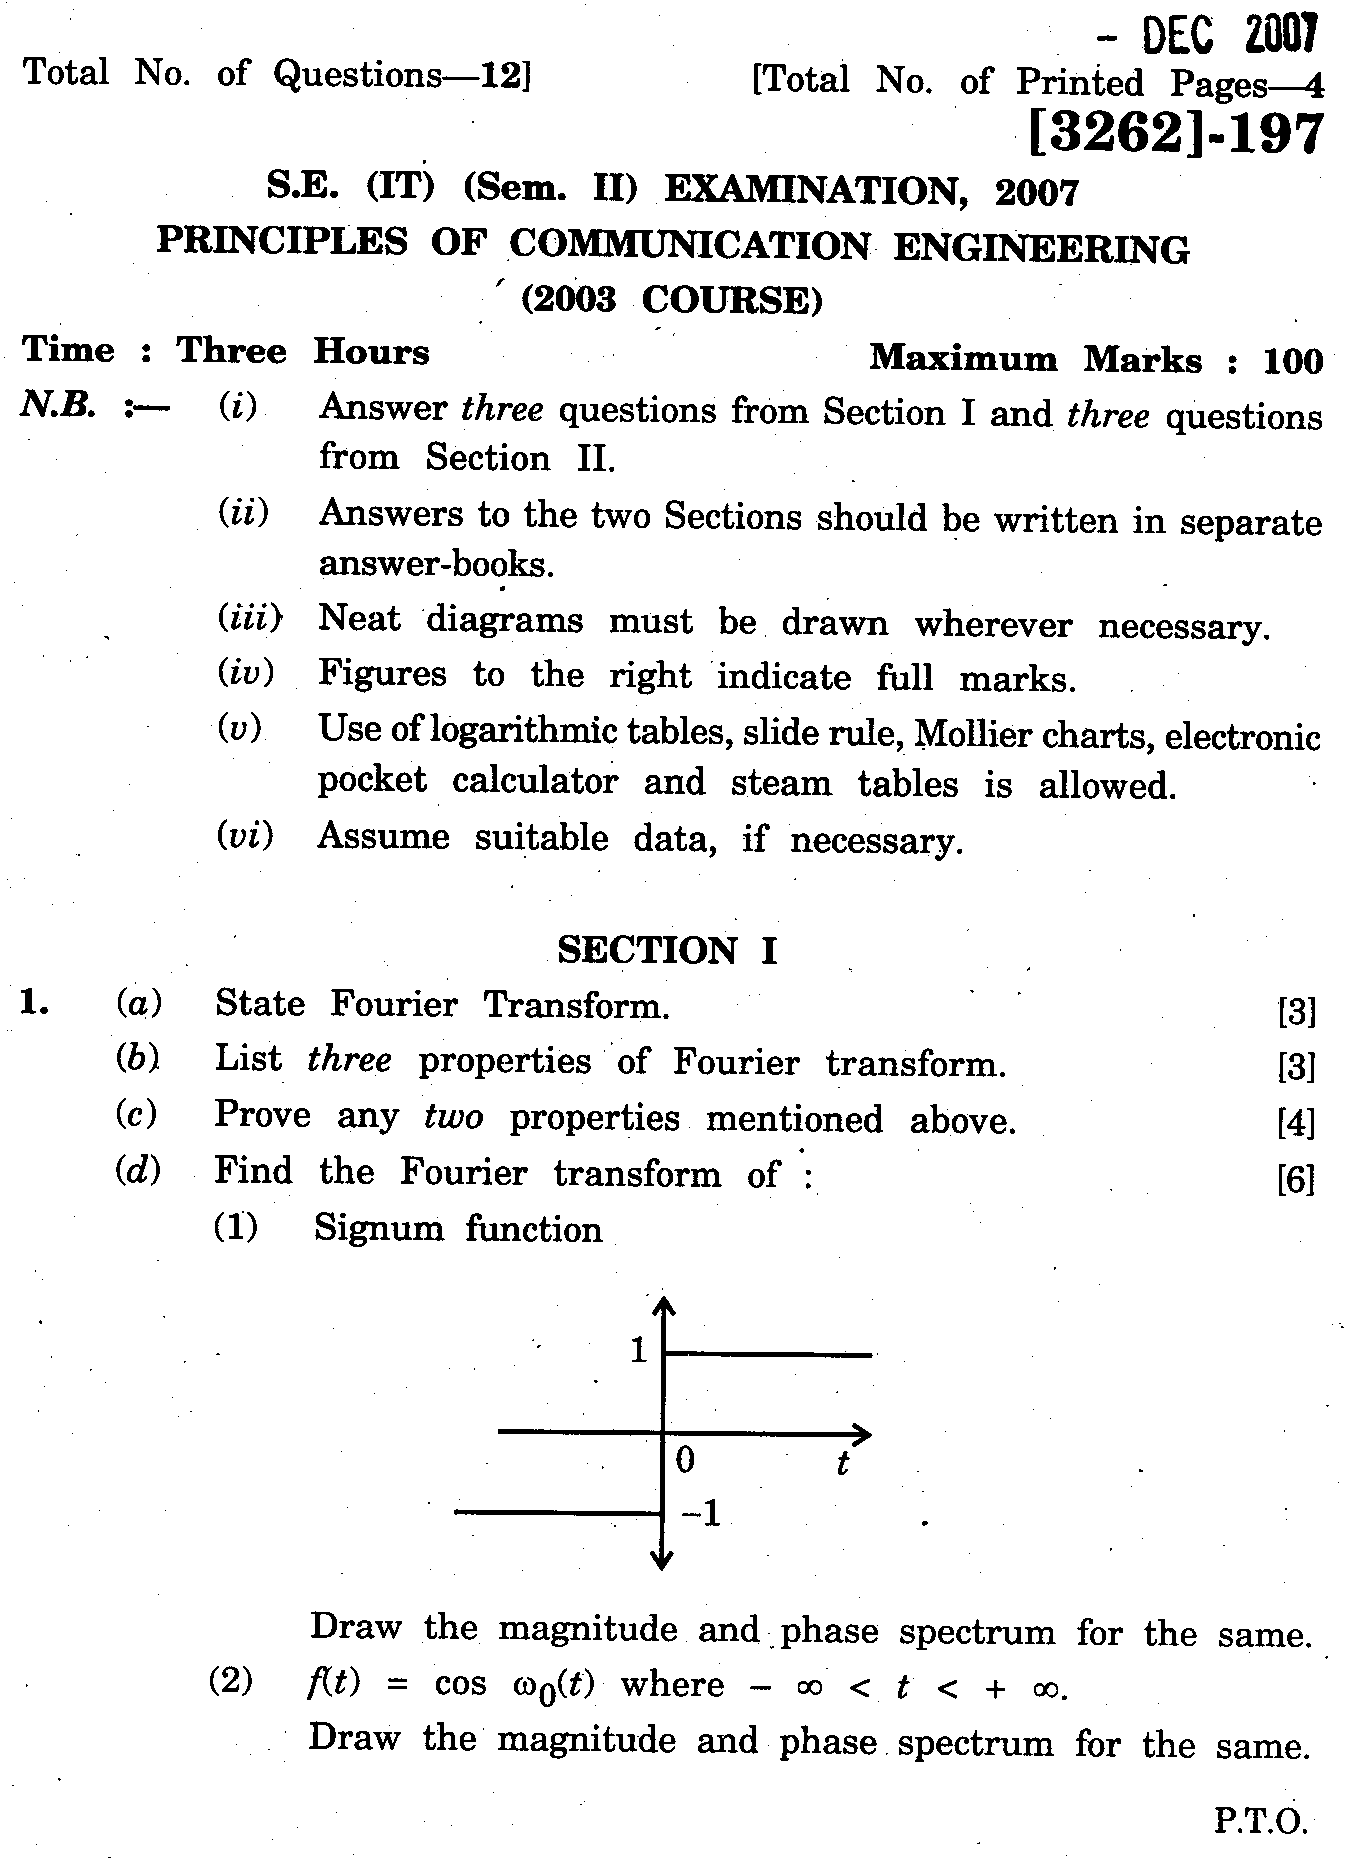 - DEC 2007
Total No. of Questions—12]
[Total No. of Printed Pages—4
[3262]-197
S.E. (IT) (Sem. II) EXAMINATION, 2007
PRINCIPLES OF COMMUNICATION ENGINEERING
(2003 COURSE)
Time : Three Hours
Maximum Marks : 100
N.B. :— (i) Answer three questions from Section I and three questions
from Section II.
(ii) Answers to the two Sections should be written in separate
answer-books.
(iii) Neat diagrams must be drawn wherever necessary.
(iv) Figures to the right indicate full marks.
(v) Use of logarithmic tables, slide rule, Mollier charts, electronic
pocket calculator and steam tables is allowed.
(vi) Assume suitable data, if necessary.
SECTION I
1. (a) State Fourier Transform. [3]
(b) List three properties of Fourier transform. [3]
(c) Prove any two properties mentioned above. [4]
(d) Find the Fourier transform of : [6]
(1) Signum function
1
0
t
–1
Draw the magnitude and phase spectrum for the same.
(2) f(t) = cos ω0(t) where – ∞ < t < + ∞.
Draw the magnitude and phase spectrum for the same.
P.T.O.